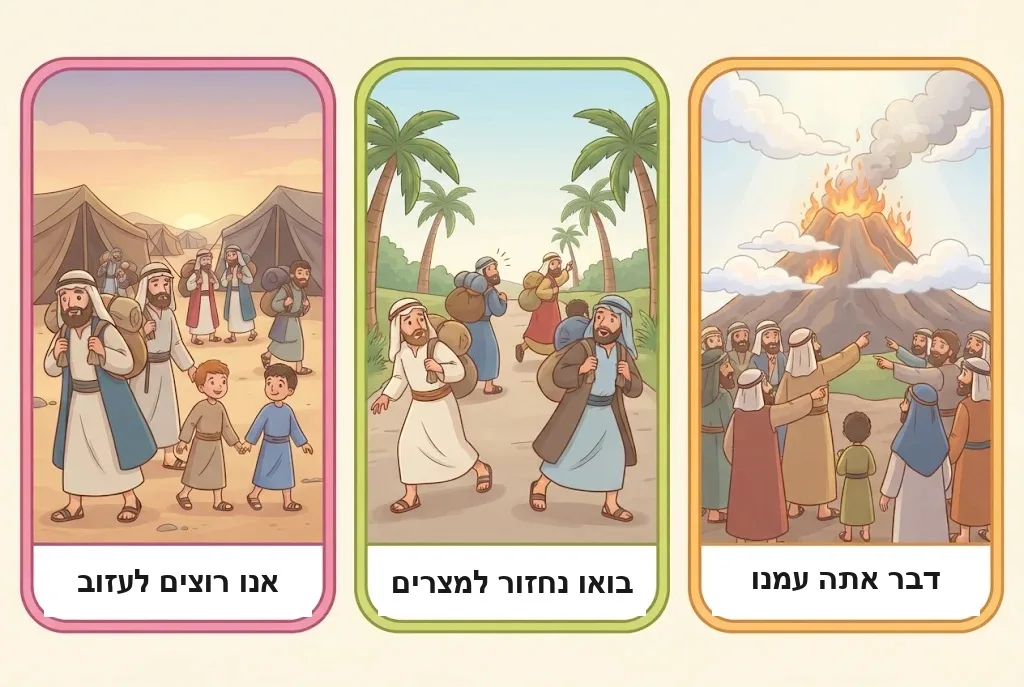 דבר אתה עמנו
בואו נחזור למצרים
אנו רוצים לעזוב